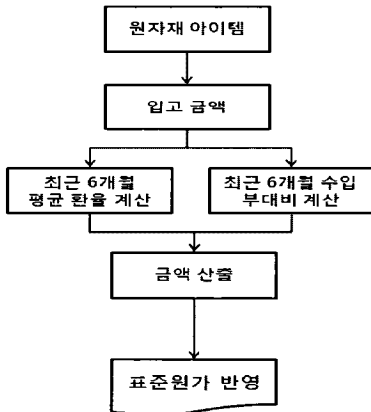 원자재 아이템
입고 금액
최근 6개월
평균 환율 계산
최근 6개월 수입
부대비 계산
금액 산출
표준원가 반영